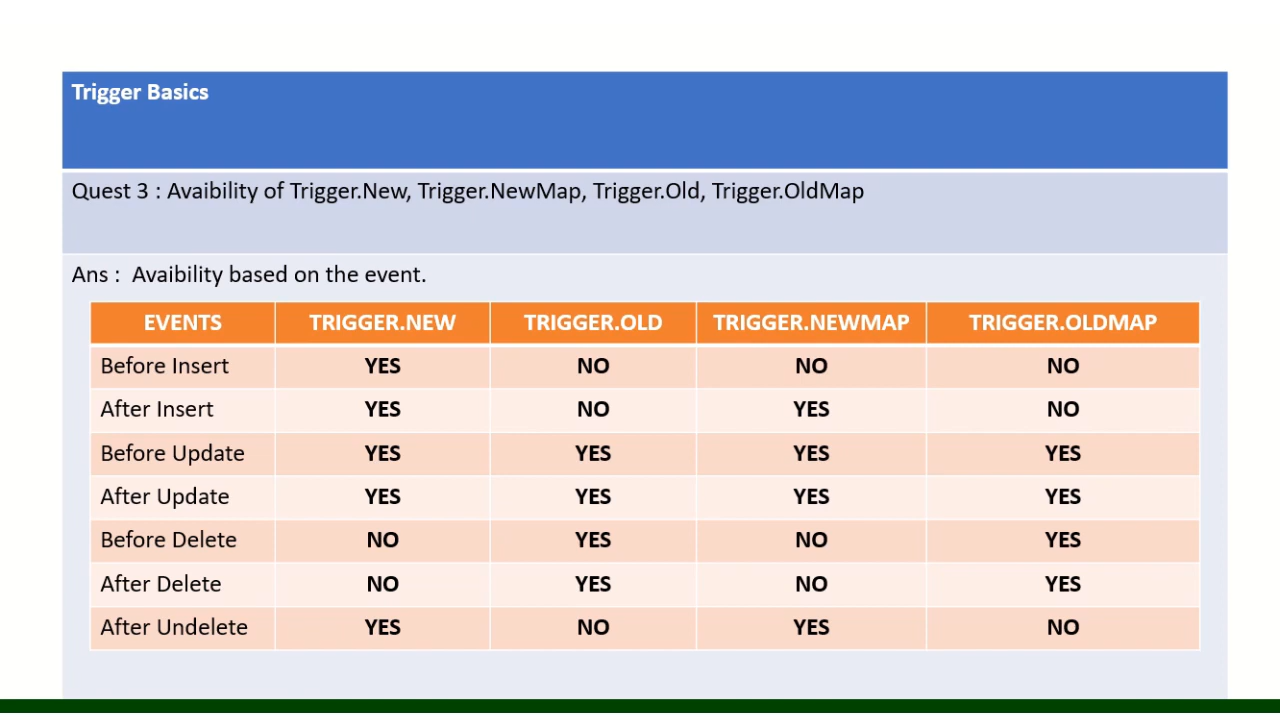 Trigger Basics
Quest 3 : Avaibility of Trigger.New, Trigger.NewMap, Trigger.Old, Trigger.OldMap
Ans :  Avaibility based on the event.
EVENTS TRIGGER.NEW TRIGGER.OLD TRIGGER.NEWMAP TRIGGER.OLDMAP
Before Insert YES NO NO NO
After Insert YES NO YES NO
Before Update YES YES YES YES
After Update YES YES YES YES
Before Delete NO YES NO YES
After Delete NO YES NO YES
After Undelete YES NO YES NO